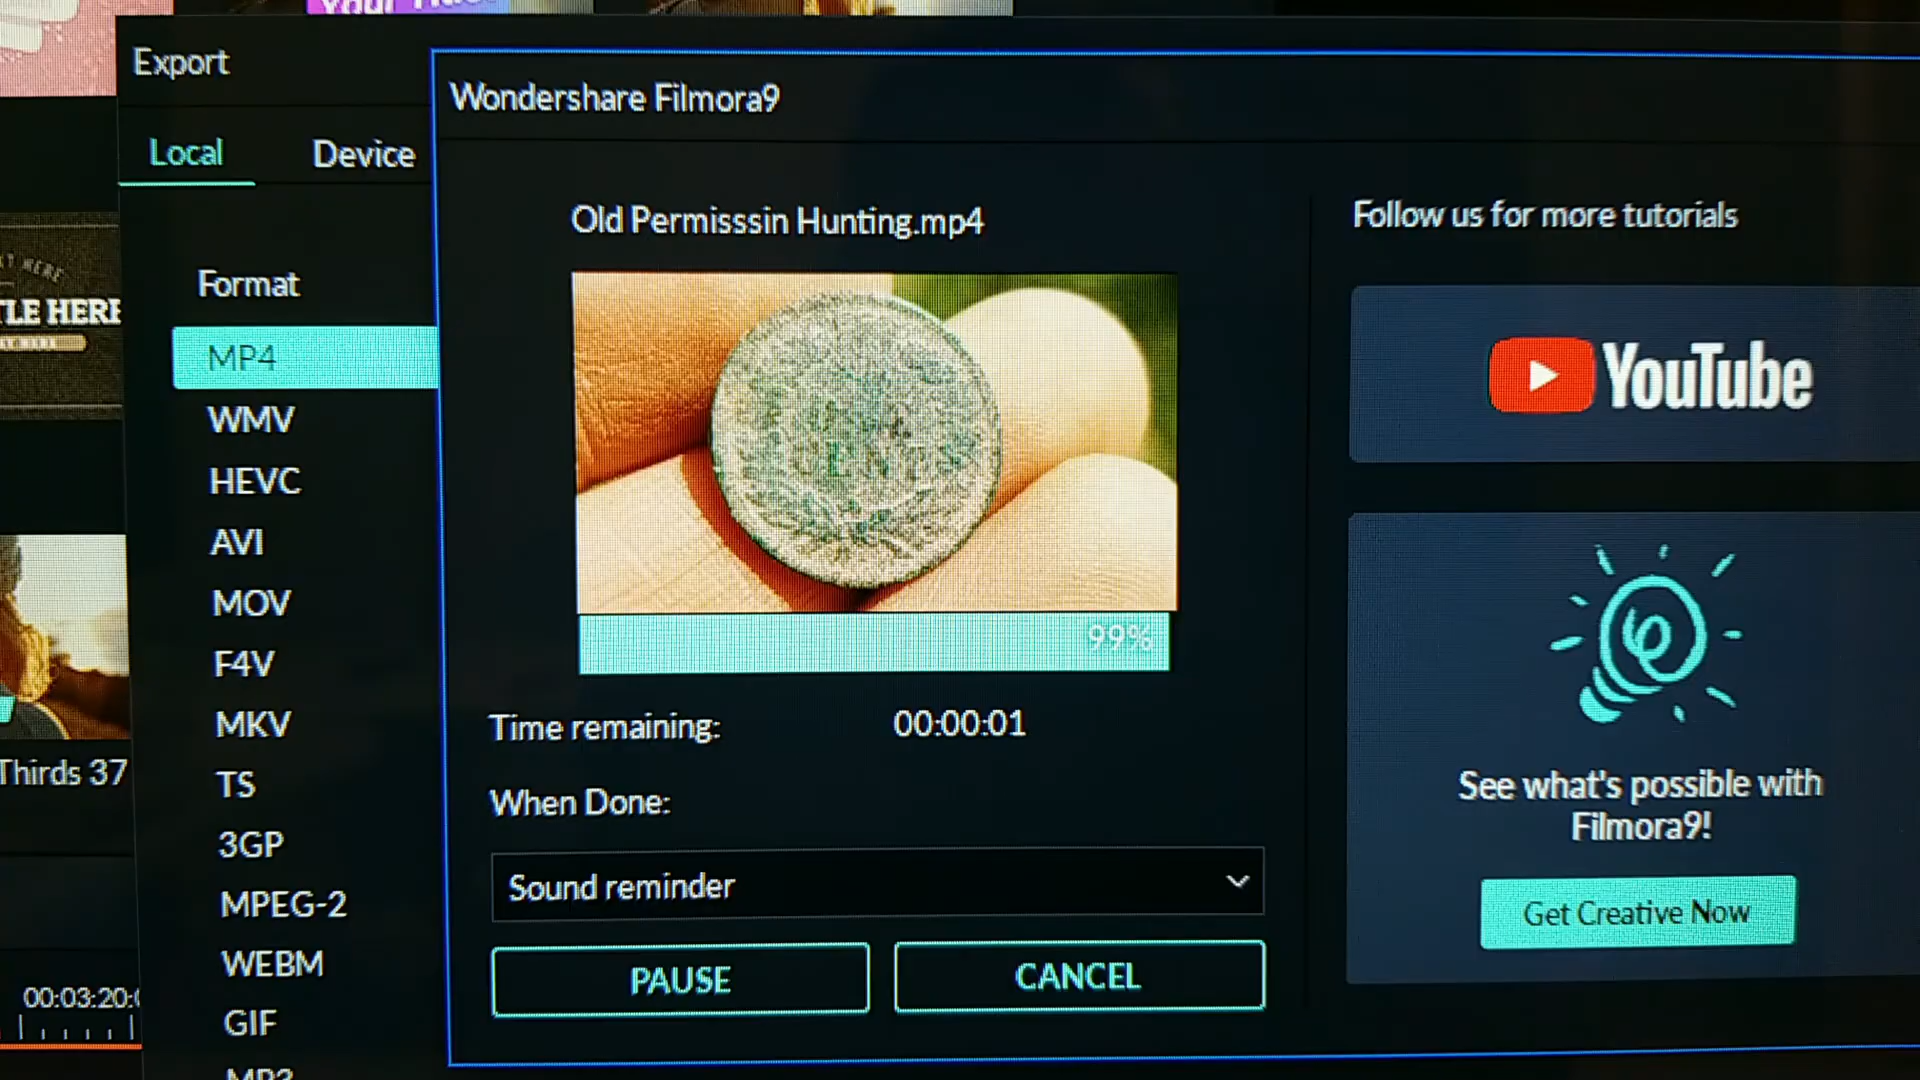 Export
Wondershare Filmora9
Local
Device
Old Permisssin Hunting.mp4
Follow us for more tutorials
Format
TLE HERE
MP4
YouTube
WMV
HEVC
AVI
MOV
99%
F4V
MKV
Time remaining:
00:00:01
Thirds 37
TS
When Done:
See what's possible with
Filmora9!
3GP
Sound reminder
MPEG-2
Get Creative Now
WEBM
PAUSE
CANCEL
00:03:20:
GIF
MP3